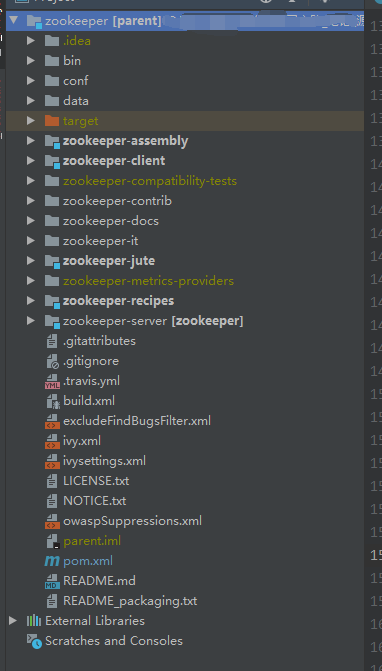 zookeeper [parent]
.idea
bin
conf
data
target
zookeeper-assembly
zookeeper-client
zookeeper-compatibility-tests
zookeeper-contrib
zookeeper-docs
zookeeper-it
zookeeper-jute
zookeeper-metrics-providers
zookeeper-recipes
zookeeper-server [zookeeper]
.gitattributes
.gitignore
.travis.yml
build.xml
excludeFindBugsFilter.xml
ivy.xml
ivysettings.xml
LICENSE.txt
NOTICE.txt
owaspSuppressions.xml
parent.iml
pom.xml
README.md
README_packaging.txt
External Libraries
Scratches and Consoles